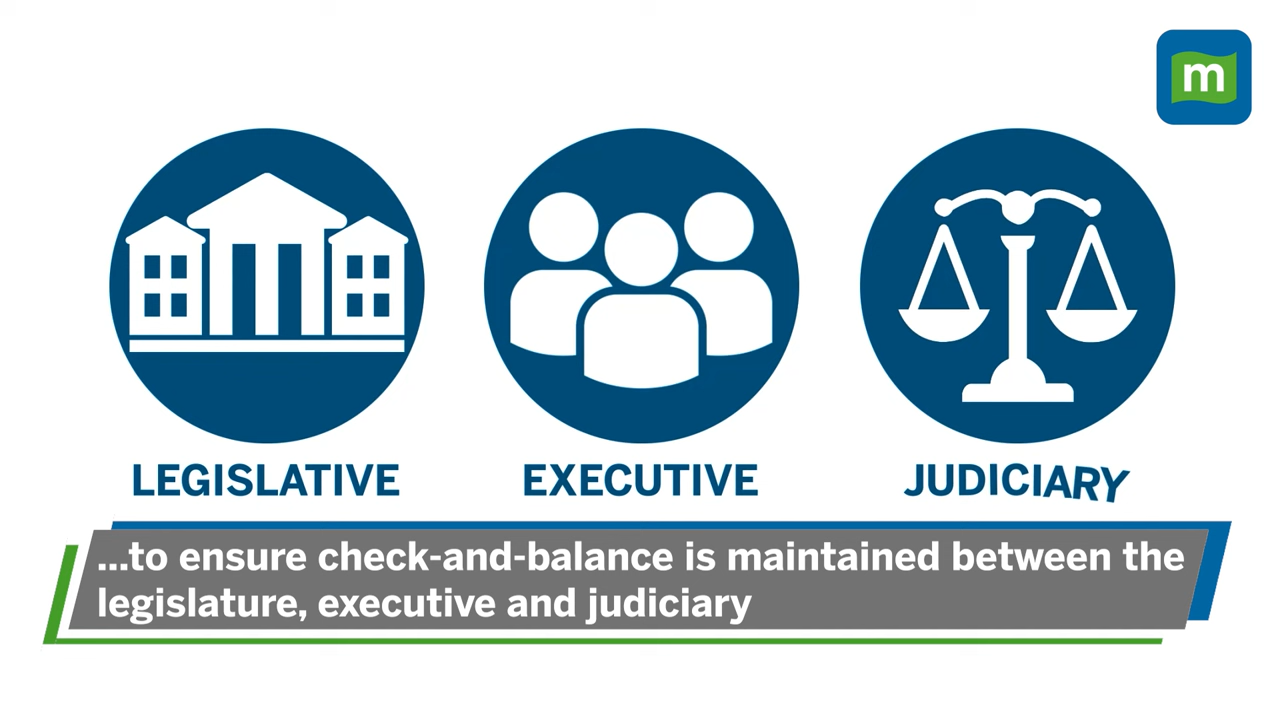 m
LEGISLATIVE
EXECUTIVE
JUDICIARY
...to ensure check-and-balance is maintained between the
legislature, executive and judiciary